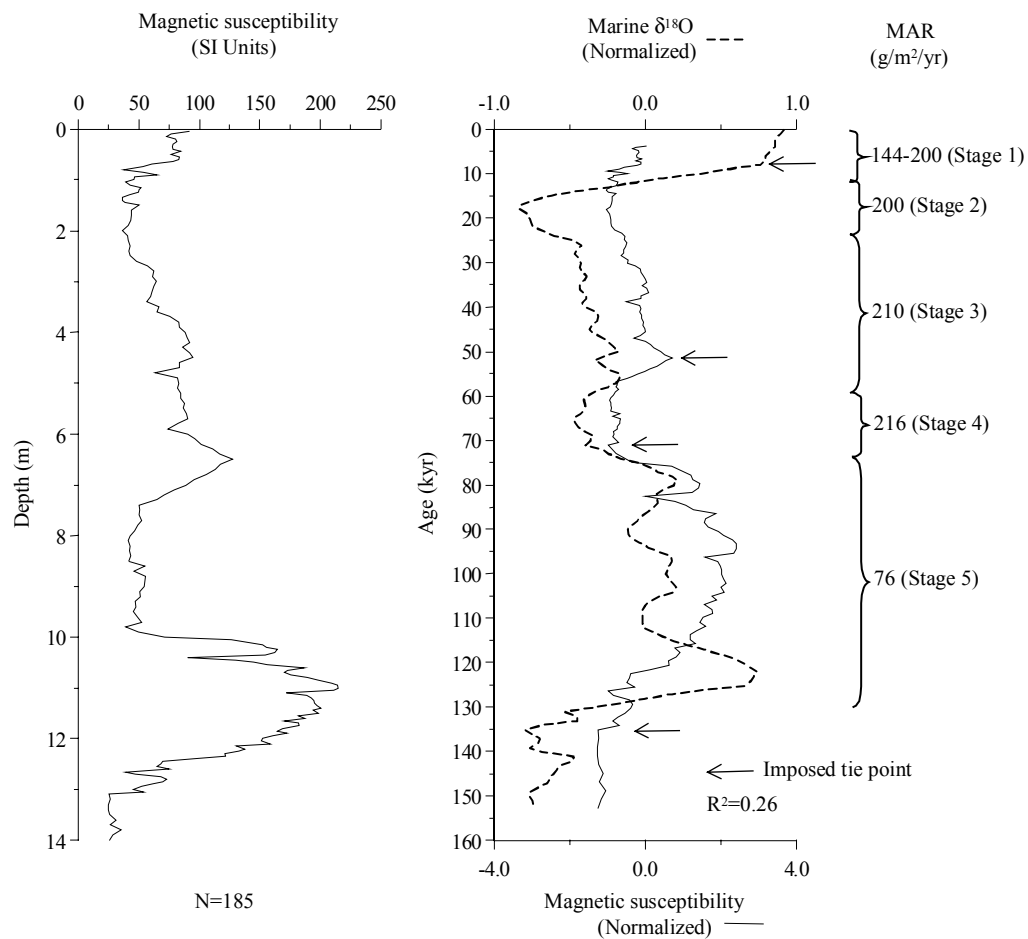 Magnetic susceptibility
(SI Units)
0 50 100 150 200 250
0
2
4
6
8
10
12
14
Depth (m)
N=185
Marine δ¹⁸O
(Normalized)
-1.0 0.0 1.0
0
10
20
30
40
50
60
70
80
90
100
110
120
130
140
150
160
Age (kyr)
Imposed tie point
R²=0.26
-4.0 0.0 4.0
Magnetic susceptibility
(Normalized)
MAR
(g/m²/yr)
144-200 (Stage 1)
200 (Stage 2)
210 (Stage 3)
216 (Stage 4)
76 (Stage 5)